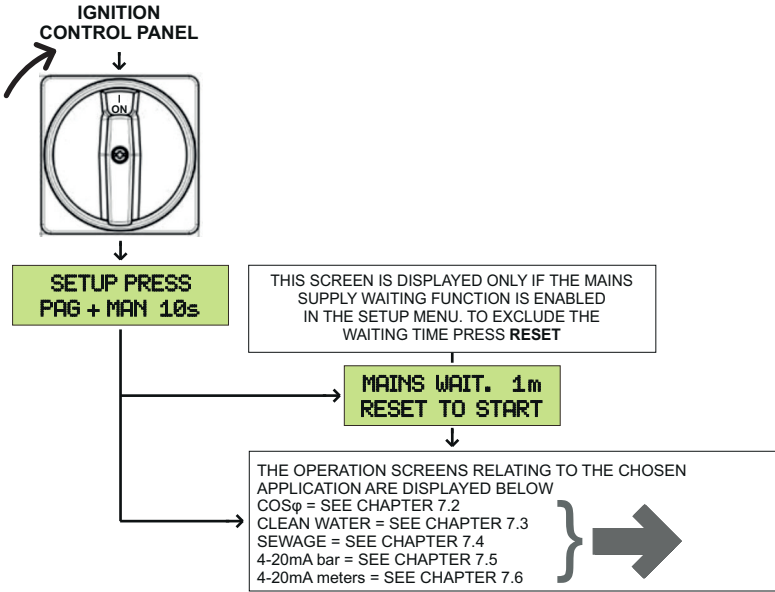 IGNITION
CONTROL PANEL
I
ON
SETUP PRESS
PAG + MAN 10s
THIS SCREEN IS DISPLAYED ONLY IF THE MAINS
SUPPLY WAITING FUNCTION IS ENABLED
IN THE SETUP MENU. TO EXCLUDE THE
WAITING TIME PRESS RESET
MAINS WAIT. 1m
RESET TO START
THE OPERATION SCREENS RELATING TO THE CHOSEN
APPLICATION ARE DISPLAYED BELOW
COSφ = SEE CHAPTER 7.2
CLEAN WATER = SEE CHAPTER 7.3
SEWAGE = SEE CHAPTER 7.4
4-20mA bar = SEE CHAPTER 7.5
4-20mA meters = SEE CHAPTER 7.6